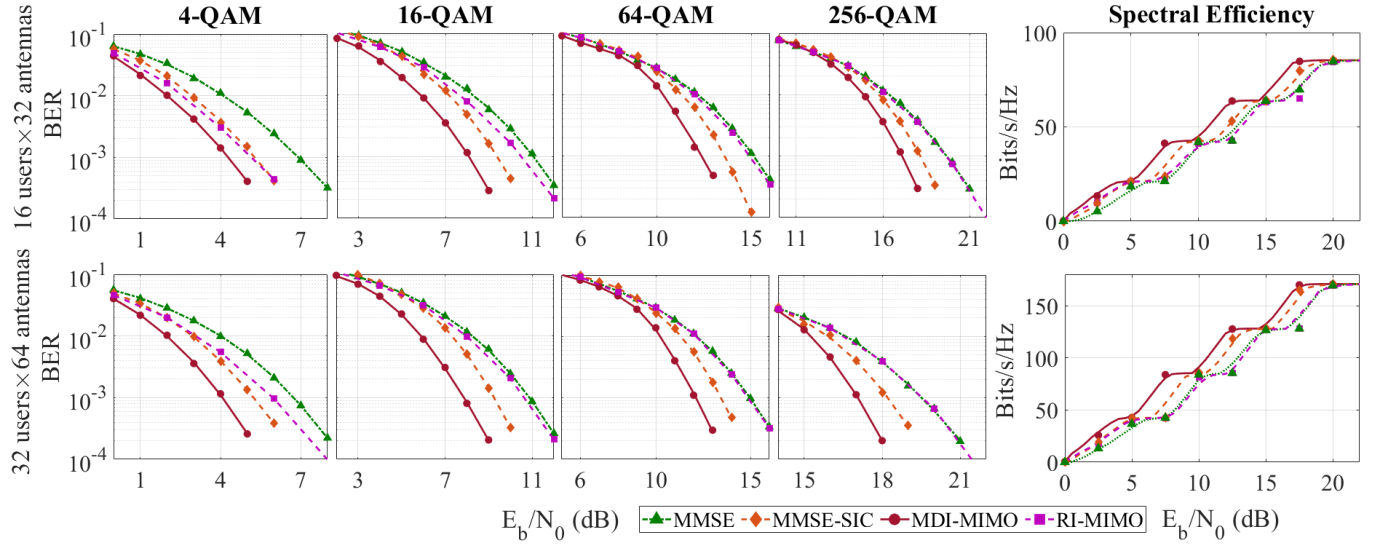 4-QAM 16-QAM 64-QAM 256-QAM Spectral Efficiency
16 users×32 antennas
BER
10^-1
10^-2
10^-3
10^-4
1 4 7
3 7 11
6 10 15
11 16 21
Bits/s/Hz
100
50
0
0 5 10 15 20
32 users×64 antennas
BER
10^-1
10^-2
10^-3
10^-4
1 4 7
3 7 11
6 10 15
15 18 21
Bits/s/Hz
150
100
50
0
0 5 10 15 20
E_b/N_0 (dB) MMSE MMSE-SIC MDI-MIMO RI-MIMO E_b/N_0 (dB)